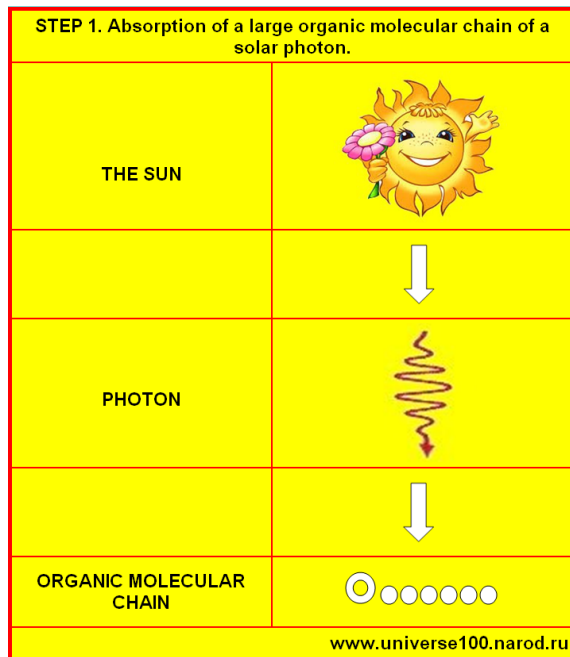 STEP 1. Absorption of a large organic molecular chain of a
solar photon.
THE SUN
PHOTON
ORGANIC MOLECULAR
CHAIN
www.universe100.narod.ru